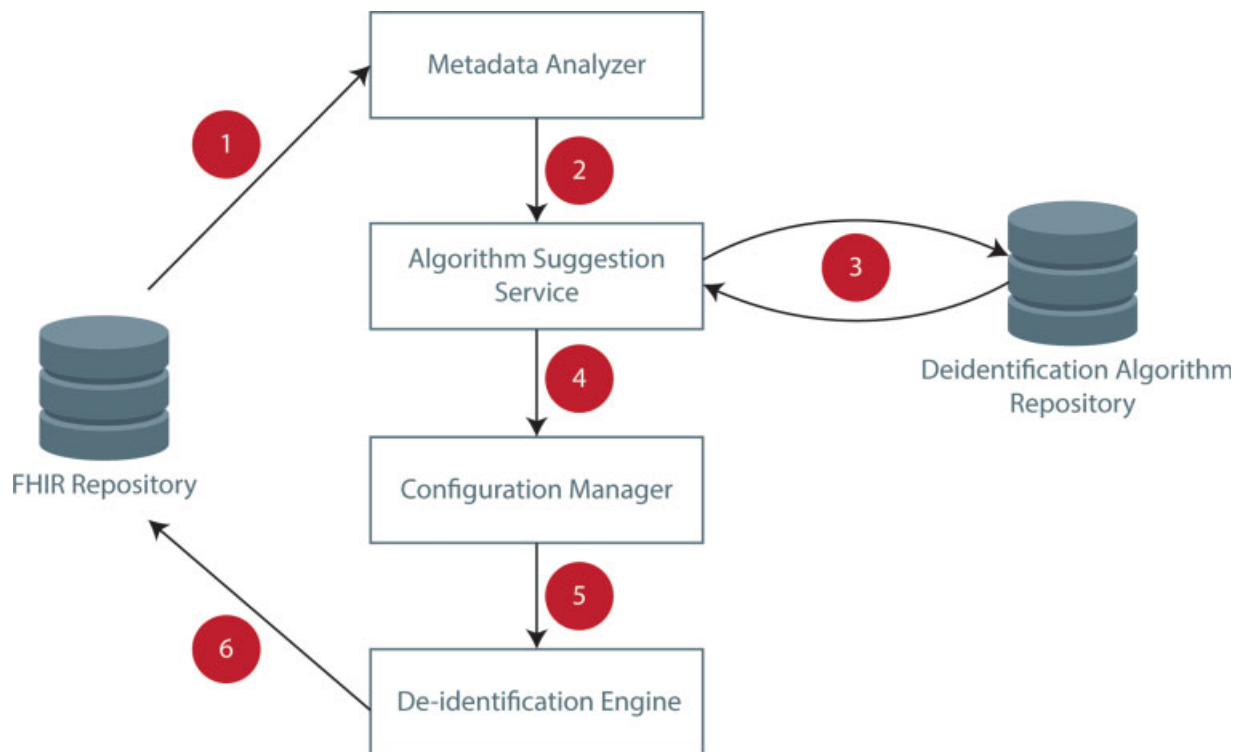 Metadata Analyzer
1
2
Algorithm Suggestion
Service
3
Deidentification Algorithm
Repository
4
FHIR Repository
Configuration Manager
5
6
De-identification Engine